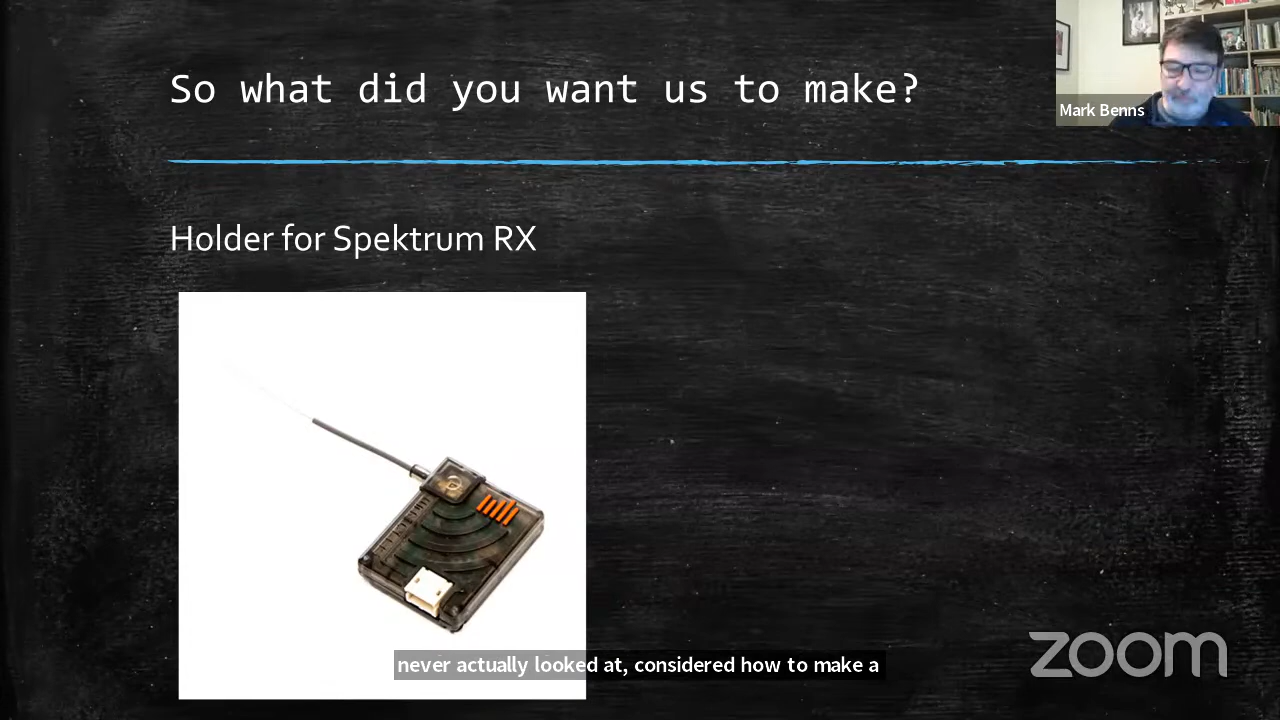 So what did you want us to make?
Mark Benns
Holder for Spektrum RX
never actually looked at, considered how to make a
zoom